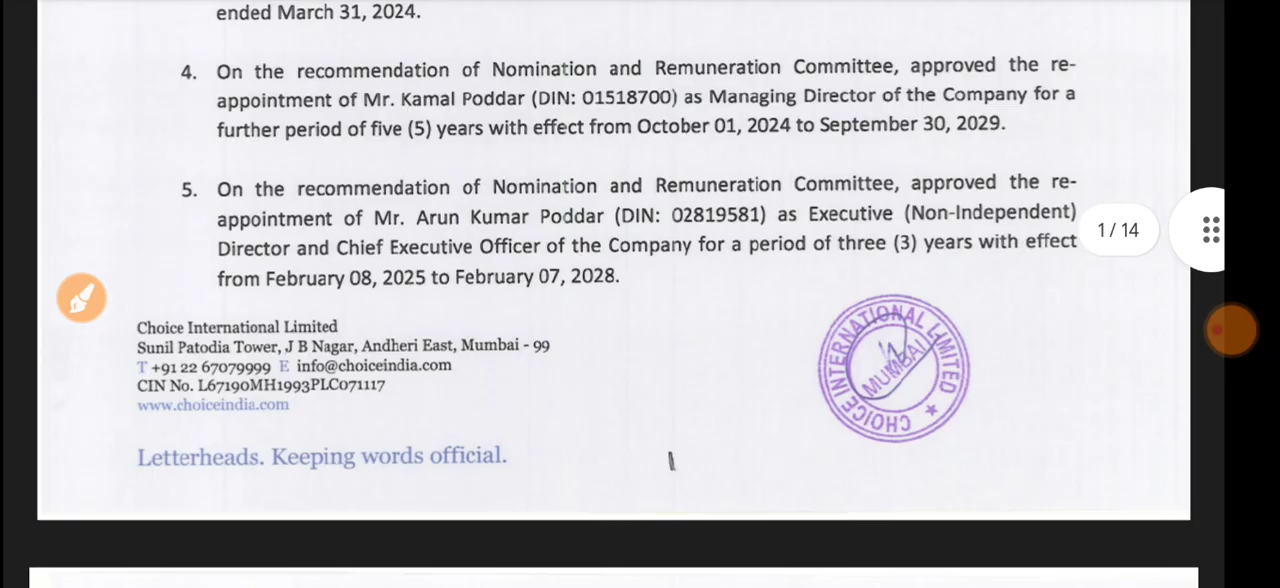 ended March 31, 2024.
4. On the recommendation of Nomination and Remuneration Committee, approved the re-
appointment of Mr. Kamal Poddar (DIN: 01518700) as Managing Director of the Company for a
further period of five (5) years with effect from October 01, 2024 to September 30, 2029.
5. On the recommendation of Nomination and Remuneration Committee, approved the re-
appointment of Mr. Arun Kumar Poddar (DIN: 02819581) as Executive (Non-Independent)
Director and Chief Executive Officer of the Company for a period of three (3) years with effect
from February 08, 2025 to February 07, 2028.
1 / 14
Choice International Limited
Sunil Patodia Tower, J B Nagar, Andheri East, Mumbai - 99
T +91 22 67079999 E info@choiceindia.com
CIN No. L67190MH1993PLC071117
www.choiceindia.com
CHOICE INTERNATIONAL LIMITED
MUMBAI
Letterheads. Keeping words official.